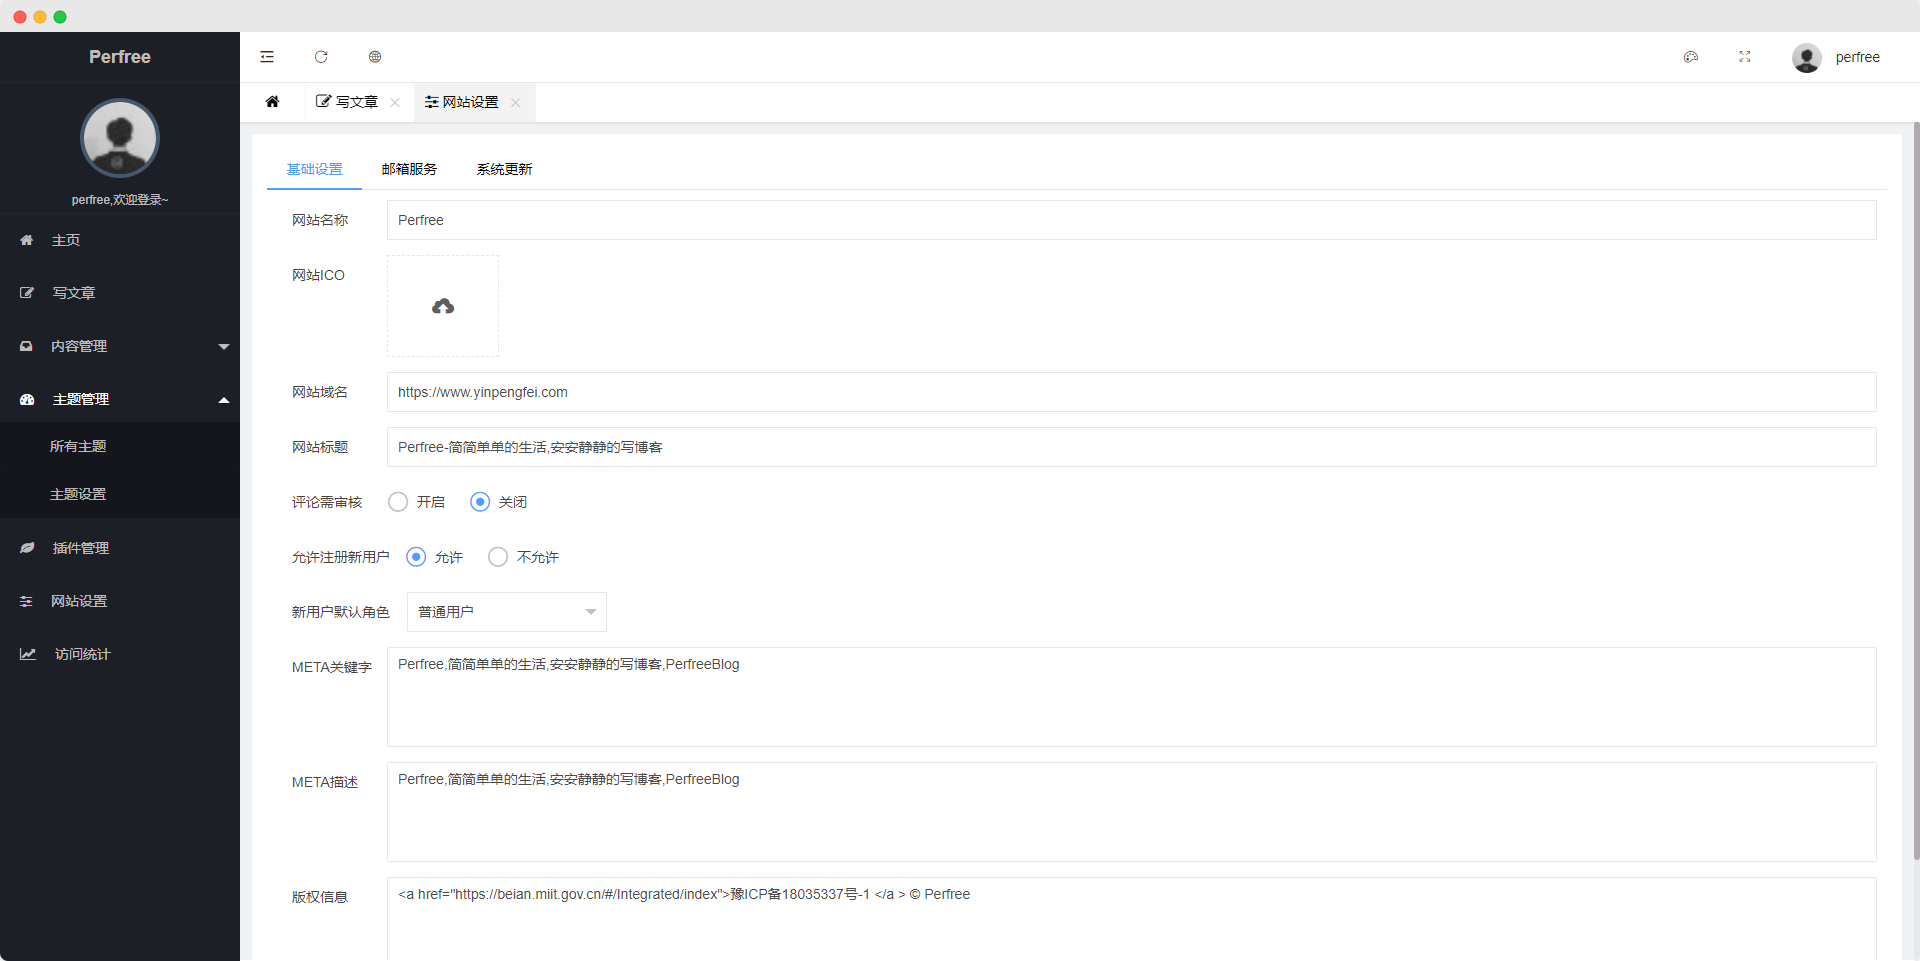 Perfree
perfree,欢迎登录~
主页
写文章
内容管理
主题管理
所有主题
主题设置
插件管理
网站设置
访问统计
perfree
写文章
网站设置
基础设置 邮箱服务 系统更新
网站名称 Perfree
网站ICO
网站域名 https://www.yinpengfei.com
网站标题 Perfree-简简单单的生活,安安静静的写博客
评论需审核 开启 关闭
允许注册新用户 允许 不允许
新用户默认角色 普通用户
META关键字 Perfree,简简单单的生活,安安静静的写博客,PerfreeBlog
META描述 Perfree,简简单单的生活,安安静静的写博客,PerfreeBlog
版权信息 <a href="https://beian.miit.gov.cn/#/Integrated/index">豫ICP备18035337号-1 </a > © Perfree